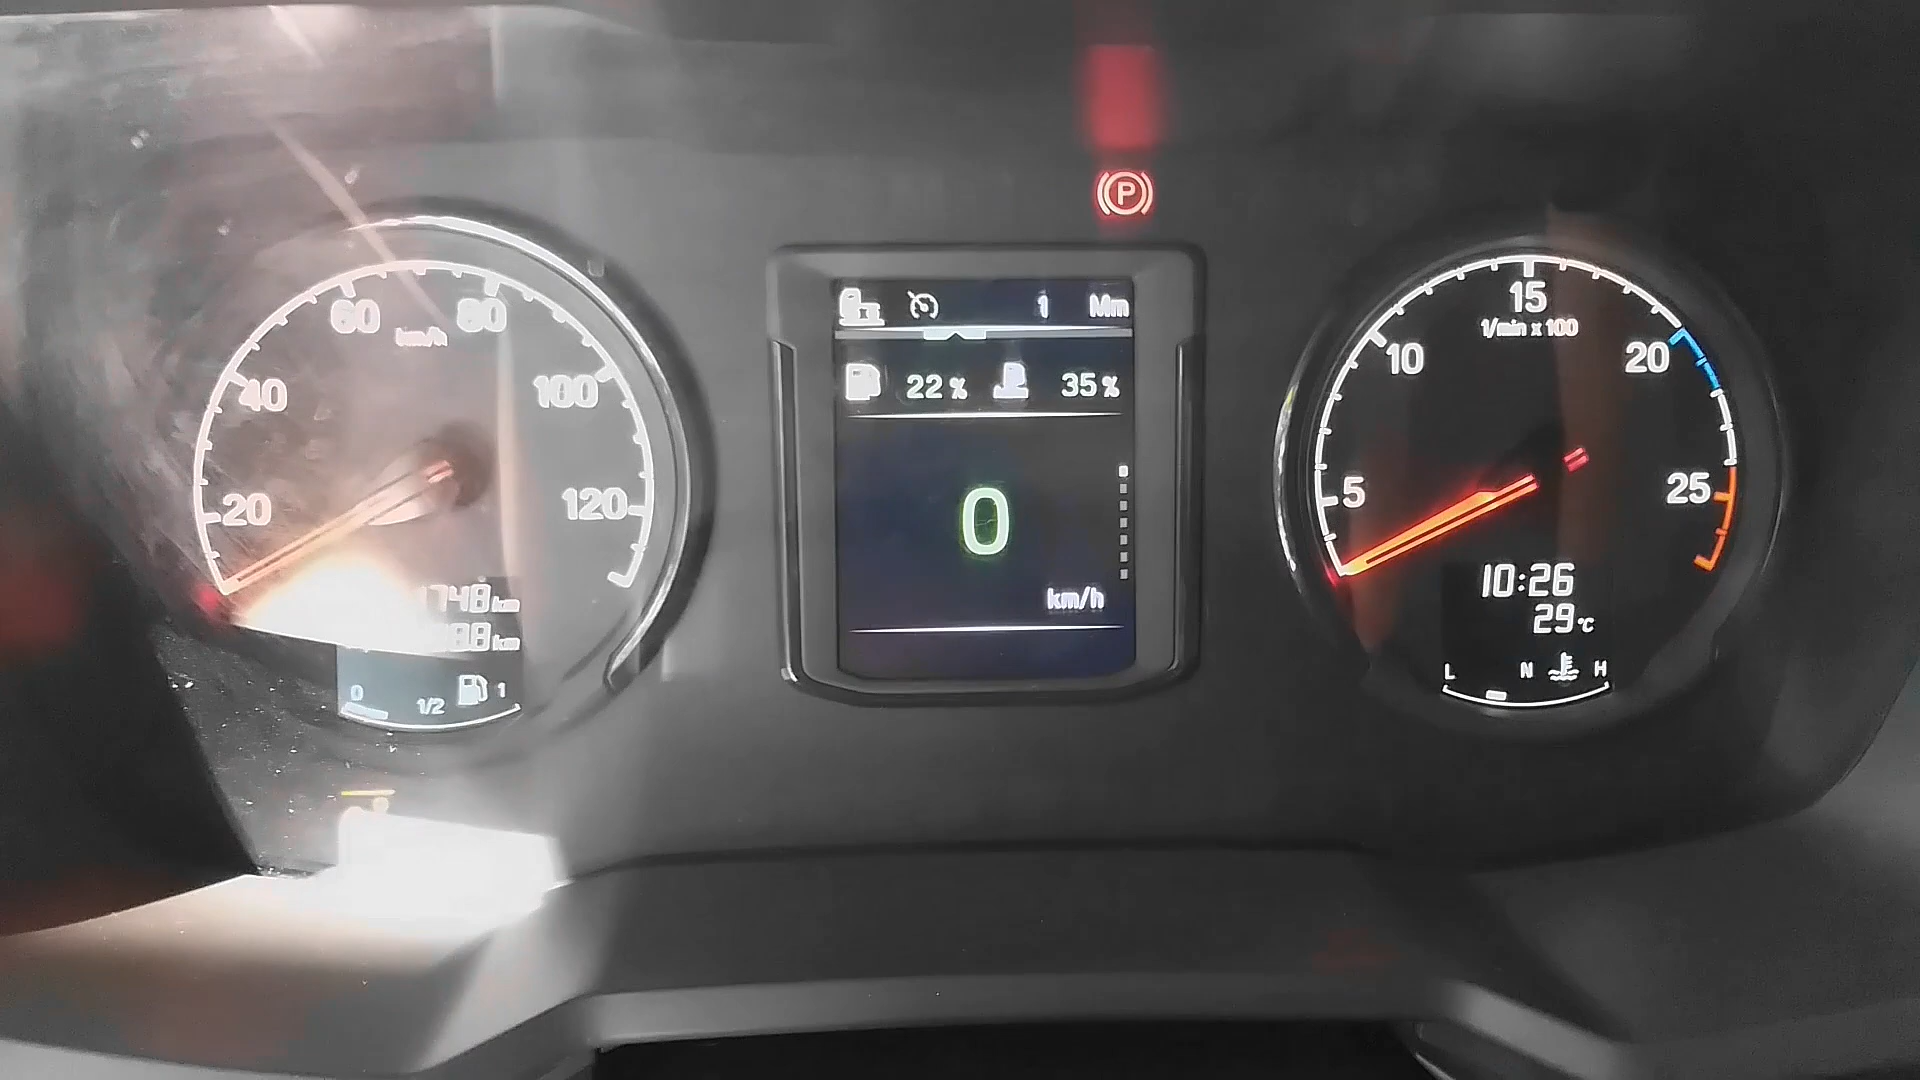 60 80
km/h
40 100
20 120
748 km
88 km
0 1/2 1
P
1 Mm
22 % 35 %
0
km/h
15
1/min x 100
10 20
5 25
10:26
29 °C
L N H